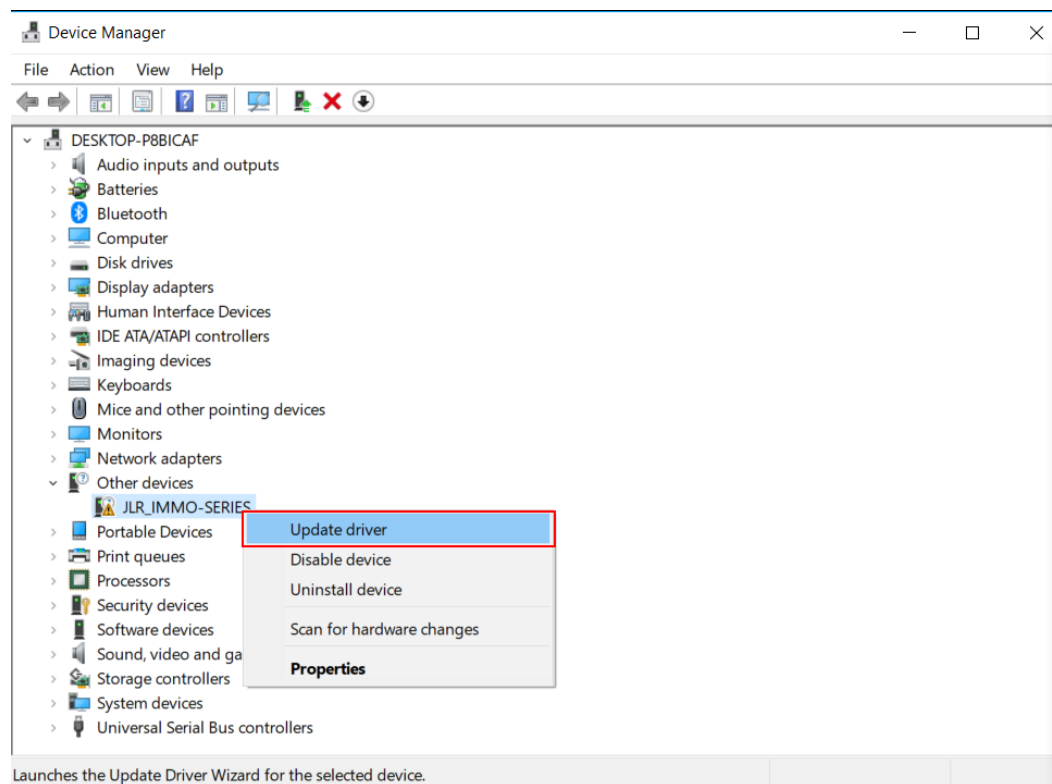 Device Manager
File Action View Help
DESKTOP-P8BICAF
Audio inputs and outputs
Batteries
Bluetooth
Computer
Disk drives
Display adapters
Human Interface Devices
IDE ATA/ATAPI controllers
Imaging devices
Keyboards
Mice and other pointing devices
Monitors
Network adapters
Other devices
JLR_IMMO-SERIES
Update driver
Portable Devices
Print queues
Disable device
Processors
Uninstall device
Security devices
Software devices
Scan for hardware changes
Sound, video and ga
Properties
Storage controllers
System devices
Universal Serial Bus controllers
Launches the Update Driver Wizard for the selected device.